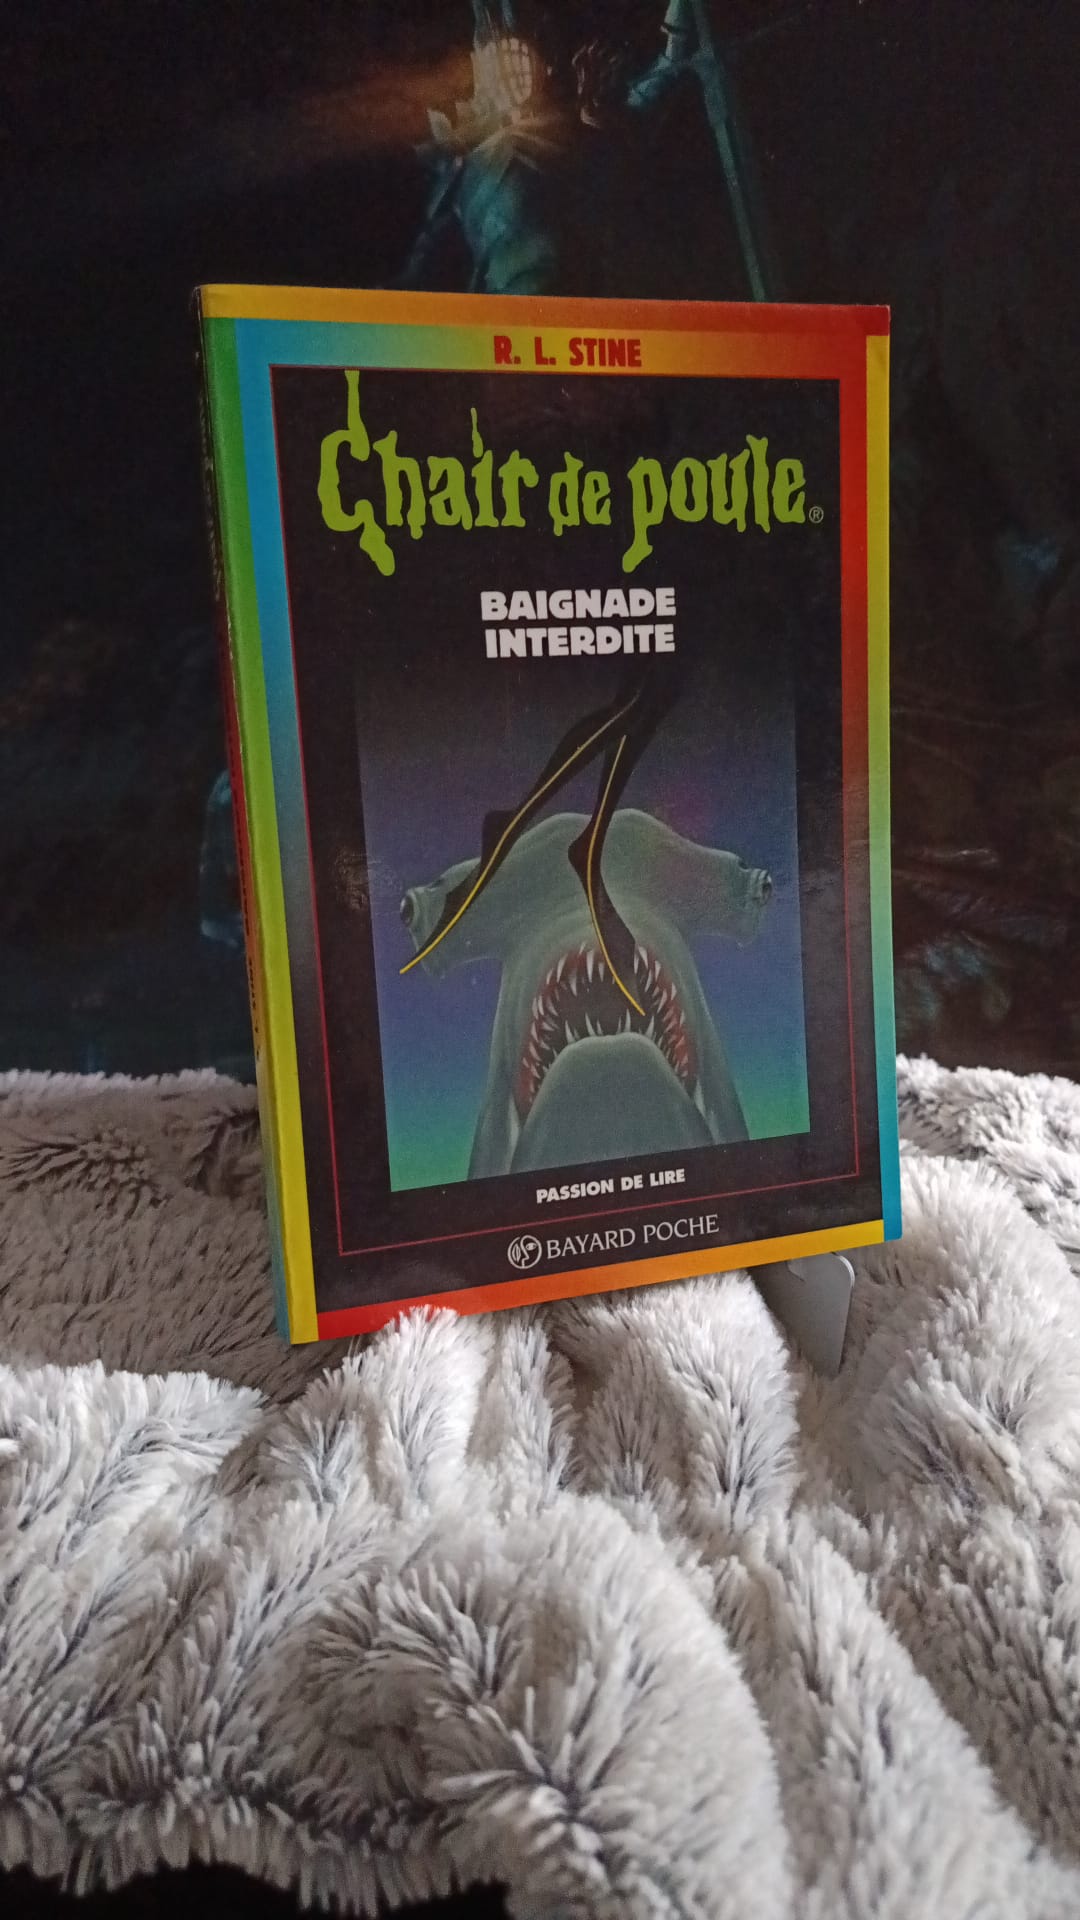 R. L. STINE
Chair de poule®
BAIGNADE
INTERDITE
PASSION DE LIRE
BAYARD POCHE